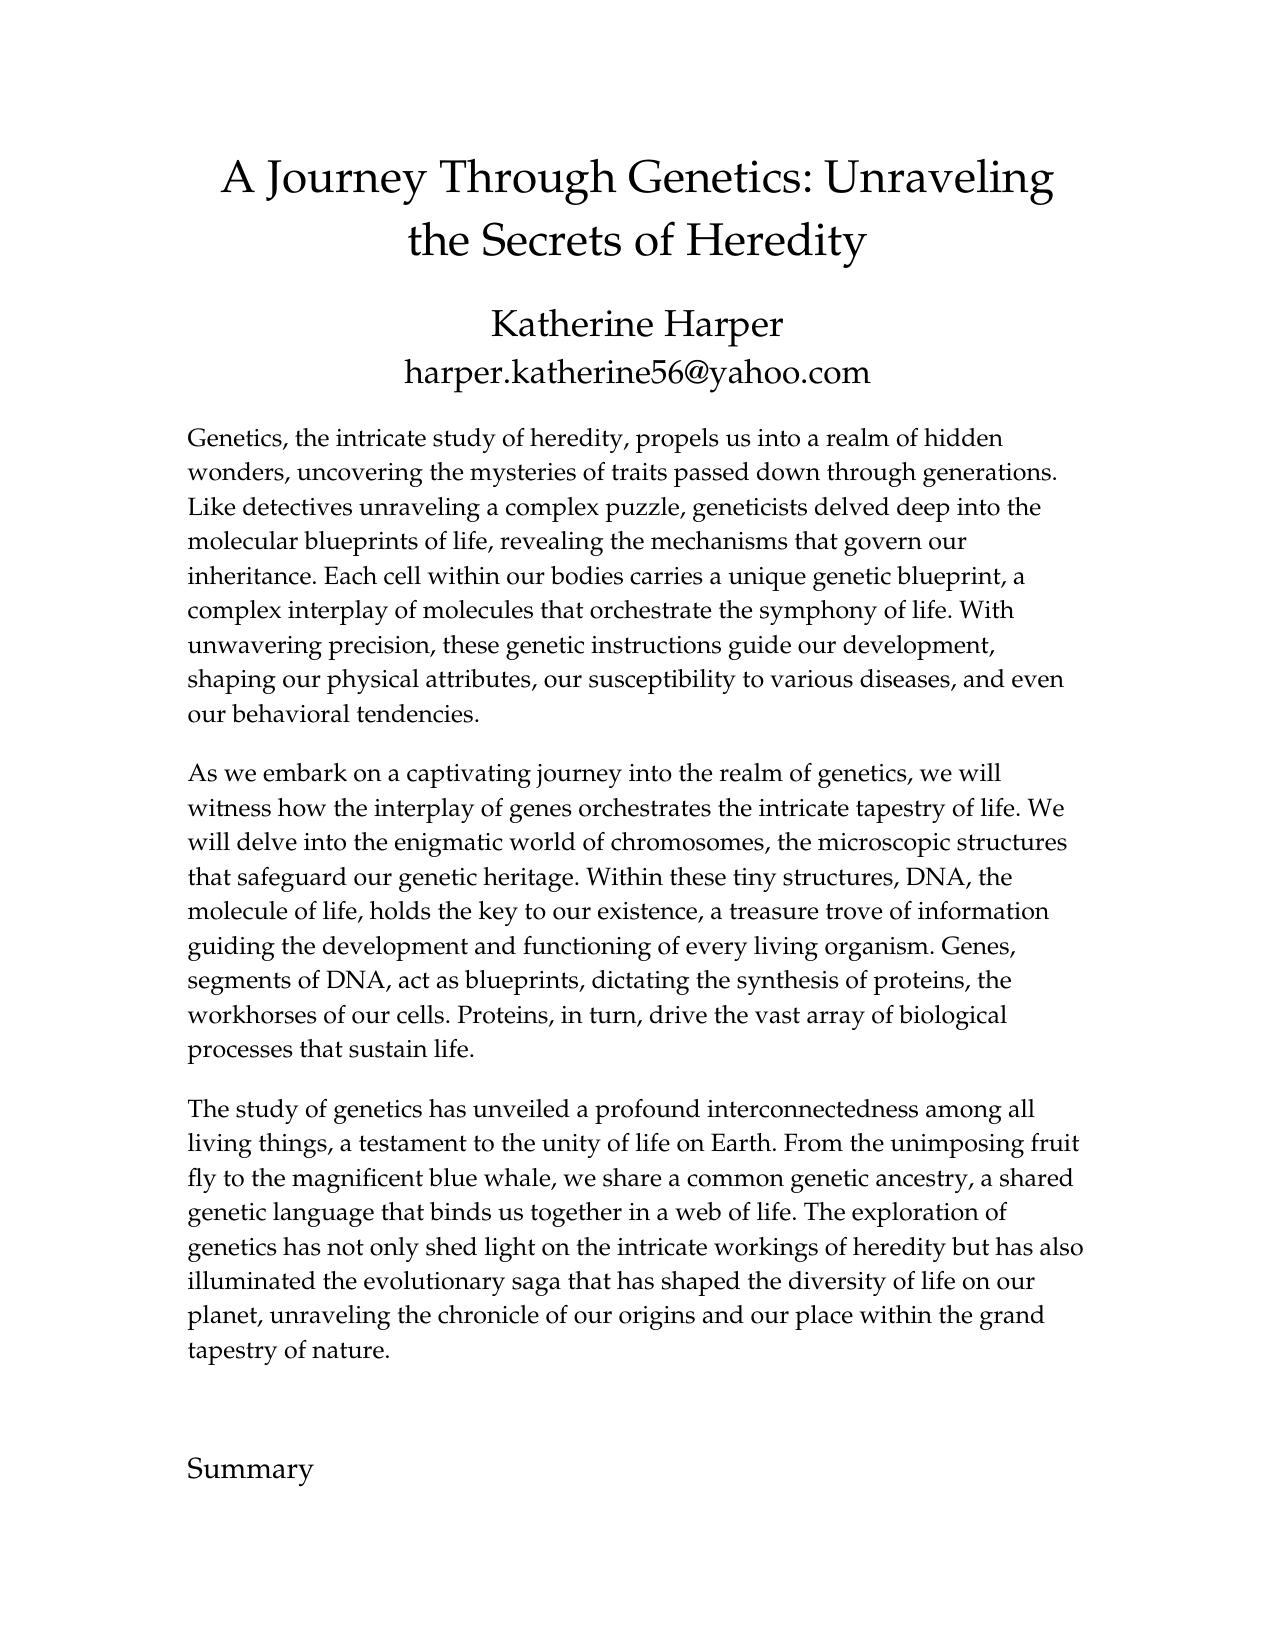 A Journey Through Genetics: Unraveling
the Secrets of Heredity
Katherine Harper
harper.katherine56@yahoo.com
Genetics, the intricate study of heredity, propels us into a realm of hidden
wonders, uncovering the mysteries of traits passed down through generations.
Like detectives unraveling a complex puzzle, geneticists delved deep into the
molecular blueprints of life, revealing the mechanisms that govern our
inheritance. Each cell within our bodies carries a unique genetic blueprint, a
complex interplay of molecules that orchestrate the symphony of life. With
unwavering precision, these genetic instructions guide our development,
shaping our physical attributes, our susceptibility to various diseases, and even
our behavioral tendencies.
As we embark on a captivating journey into the realm of genetics, we will
witness how the interplay of genes orchestrates the intricate tapestry of life. We
will delve into the enigmatic world of chromosomes, the microscopic structures
that safeguard our genetic heritage. Within these tiny structures, DNA, the
molecule of life, holds the key to our existence, a treasure trove of information
guiding the development and functioning of every living organism. Genes,
segments of DNA, act as blueprints, dictating the synthesis of proteins, the
workhorses of our cells. Proteins, in turn, drive the vast array of biological
processes that sustain life.
The study of genetics has unveiled a profound interconnectedness among all
living things, a testament to the unity of life on Earth. From the unimposing fruit
fly to the magnificent blue whale, we share a common genetic ancestry, a shared
genetic language that binds us together in a web of life. The exploration of
genetics has not only shed light on the intricate workings of heredity but has also
illuminated the evolutionary saga that has shaped the diversity of life on our
planet, unraveling the chronicle of our origins and our place within the grand
tapestry of nature.
Summary